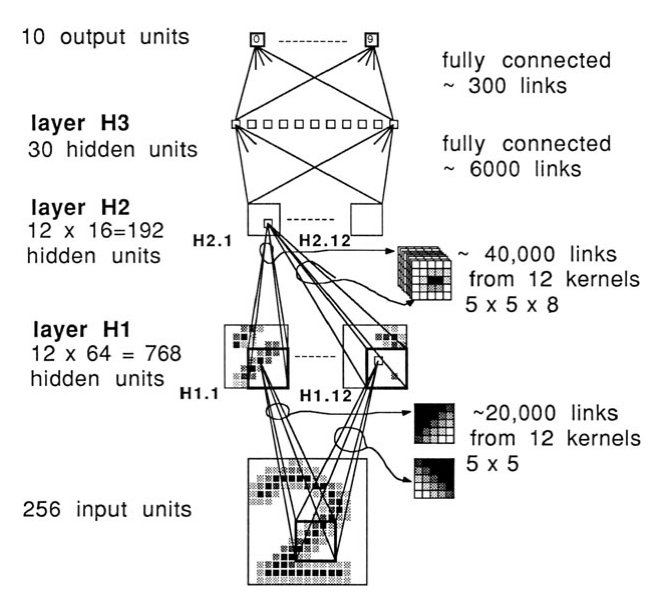 10 output units
0 9
fully connected
~ 300 links
layer H3
30 hidden units
fully connected
~ 6000 links
layer H2
12 x 16=192
hidden units
H2.1 H2.12
~ 40,000 links
from 12 kernels
5 x 5 x 8
layer H1
12 x 64 = 768
hidden units
H1.1 H1.12
~20,000 links
from 12 kernels
5 x 5
256 input units